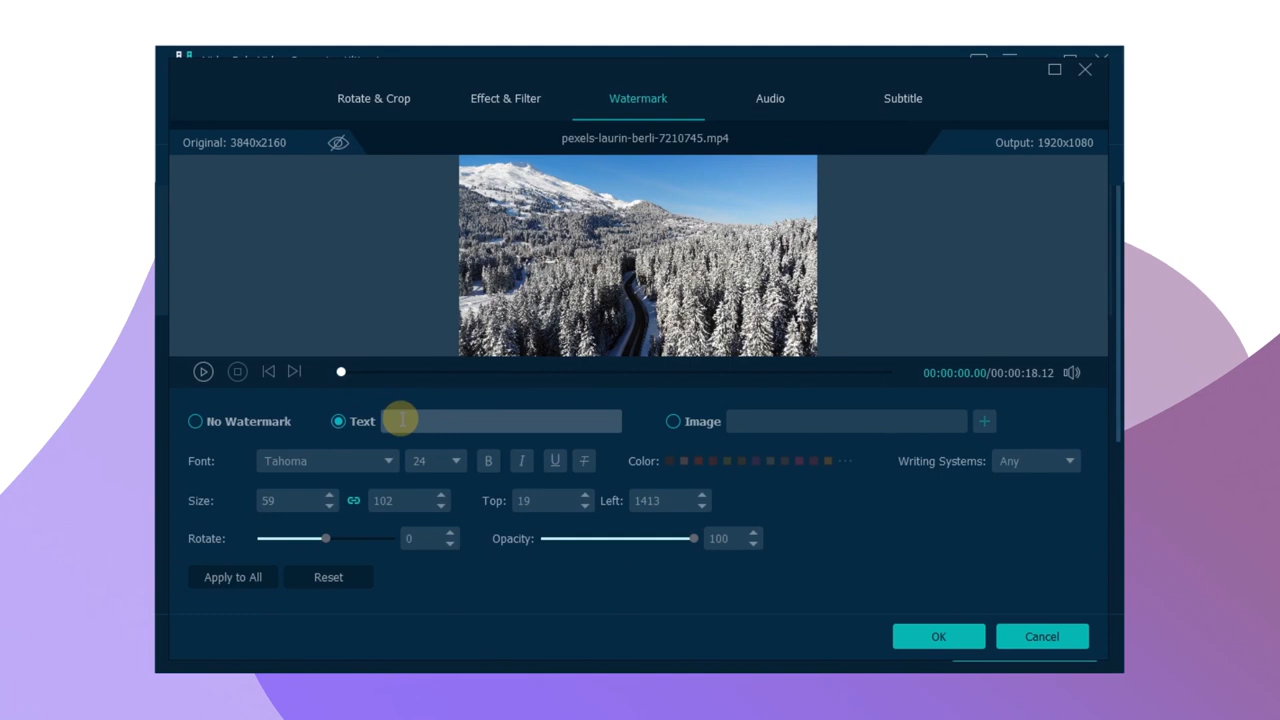 Rotate & Crop Effect & Filter Watermark Audio Subtitle
Original: 3840x2160 pexels-laurin-berli-7210745.mp4 Output: 1920x1080
00:00:00.00/00:00:18.12
No Watermark Text Image +
Font: Tahoma 24 B I U T Color: ... Writing Systems: Any
Size: 59 102 Top: 19 Left: 1413
Rotate: 0 Opacity: 100
Apply to All Reset
OK Cancel